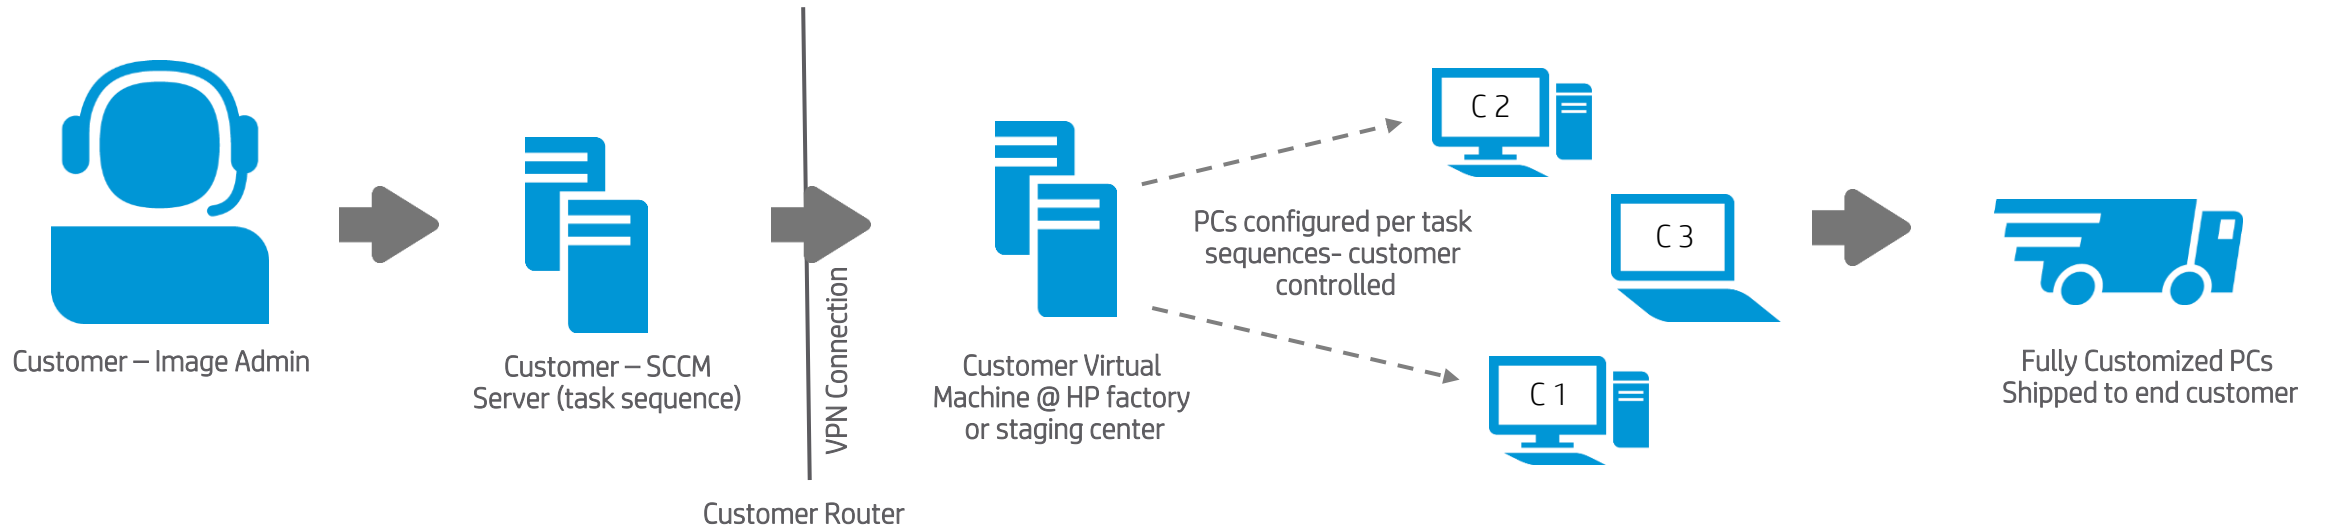 Customer – Image Admin
Customer – SCCM
Server (task sequence)
VPN Connection
Customer Router
Customer Virtual
Machine @ HP factory
or staging center
PCs configured per task
sequences- customer
controlled
C 2
C 3
C 1
Fully Customized PCs
Shipped to end customer